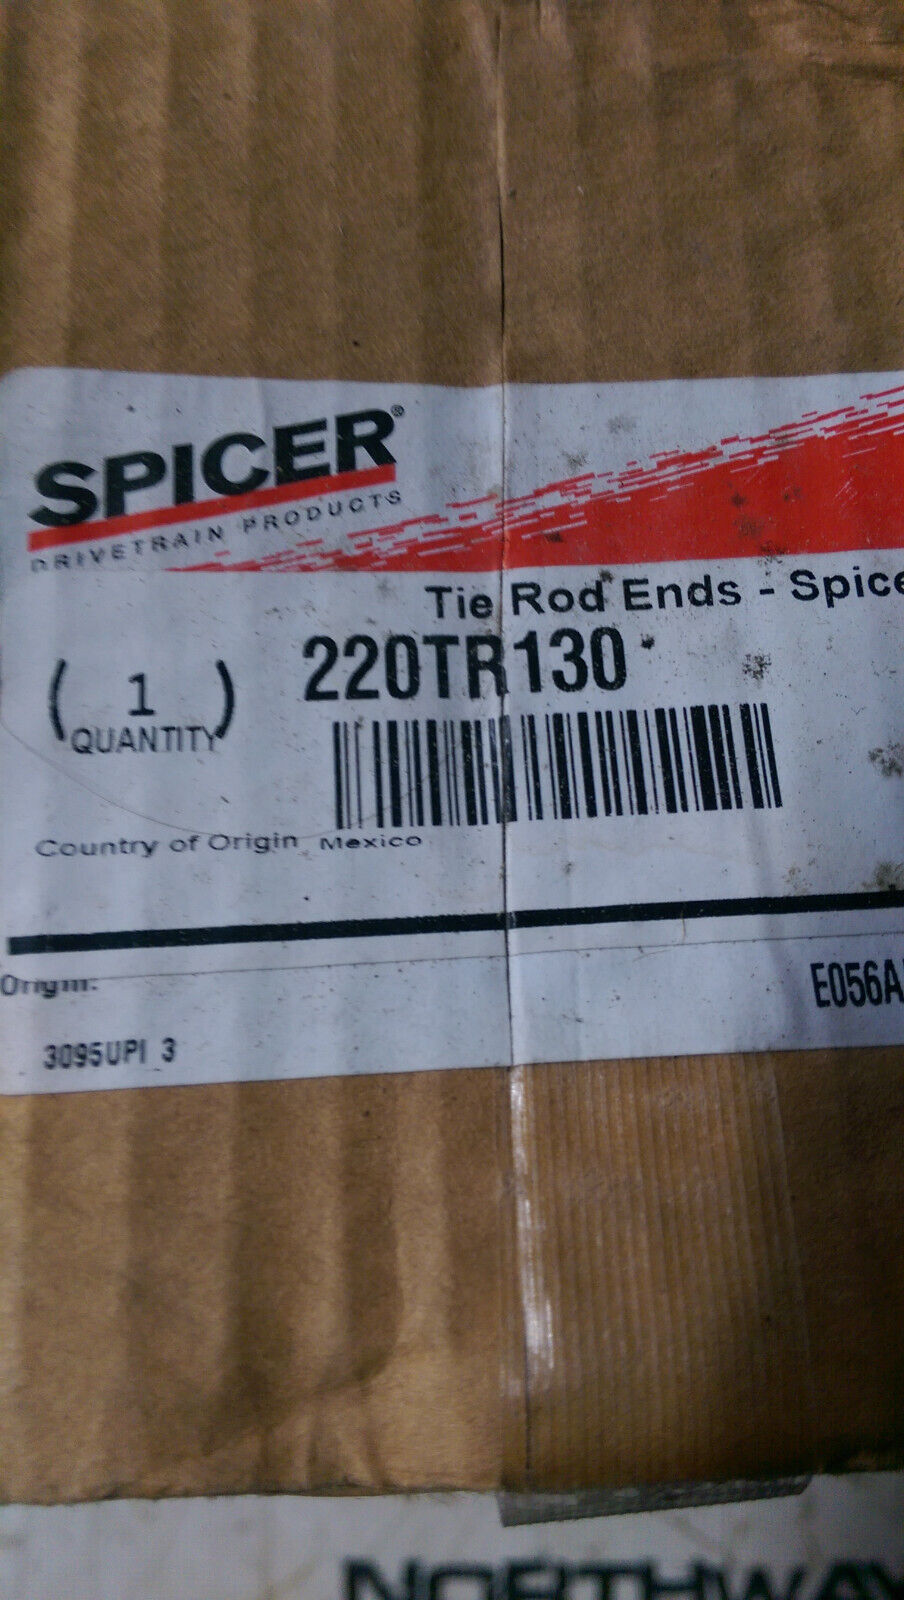 SPICER®
DRIVETRAIN PRODUCTS
Tie Rod Ends - Spice
( 1 )
QUANTITY
220TR130
Country of Origin Mexico
Origin:
E056A
3095UPI 3
NORTHWAY